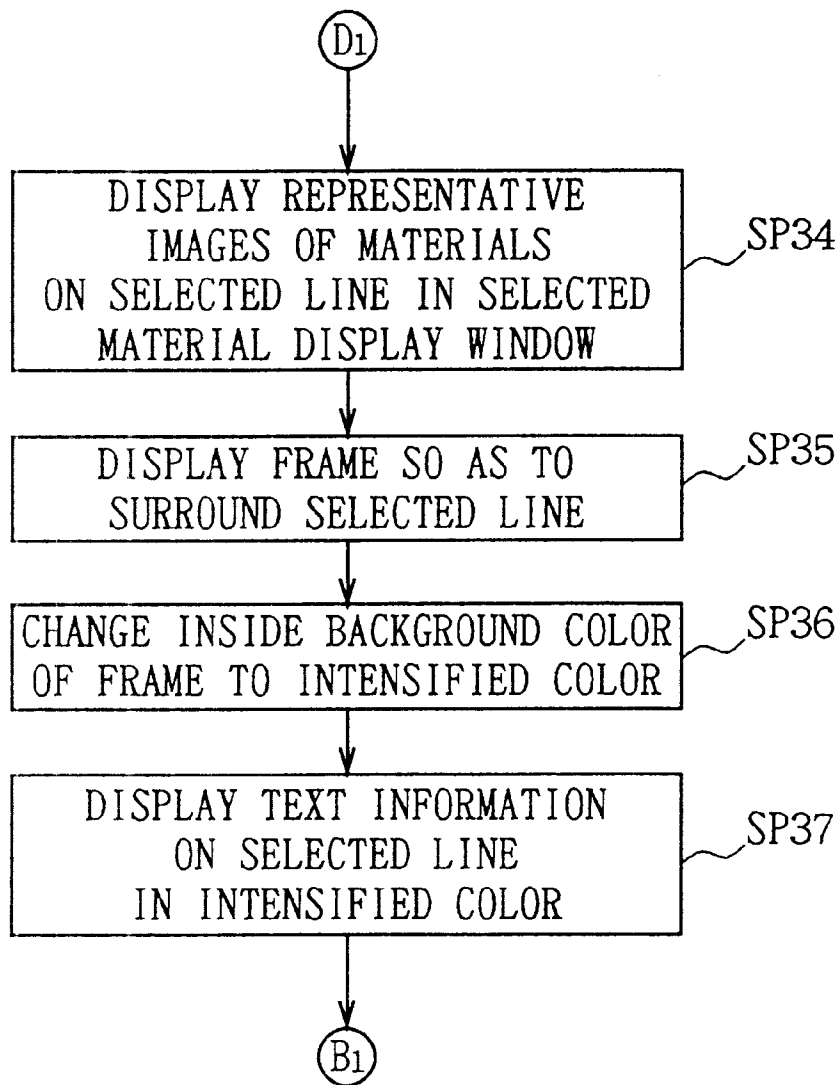 D1
DISPLAY REPRESENTATIVE
IMAGES OF MATERIALS
ON SELECTED LINE IN SELECTED
MATERIAL DISPLAY WINDOW
SP34
DISPLAY FRAME SO AS TO
SURROUND SELECTED LINE
SP35
CHANGE INSIDE BACKGROUND COLOR
OF FRAME TO INTENSIFIED COLOR
SP36
DISPLAY TEXT INFORMATION
ON SELECTED LINE
IN INTENSIFIED COLOR
SP37
B1